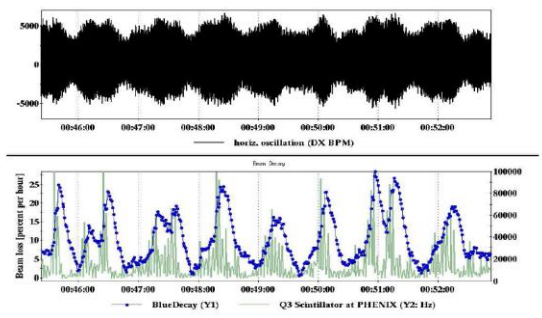 5000
0
-5000
00:46:00 00:47:00 00:48:00 00:49:00 00:50:00 00:51:00 00:52:00
horiz. oscillation (DX BPM)
Beam Decay
Beam loss [percent per hour]
25
20
15
10
5
0
100000
80000
60000
40000
20000
0
00:46:00 00:47:00 00:48:00 00:49:00 00:50:00 00:51:00 00:52:00
BlueDecay (Y1) Q3 Scintillator at PHENIX (Y2: Hz)